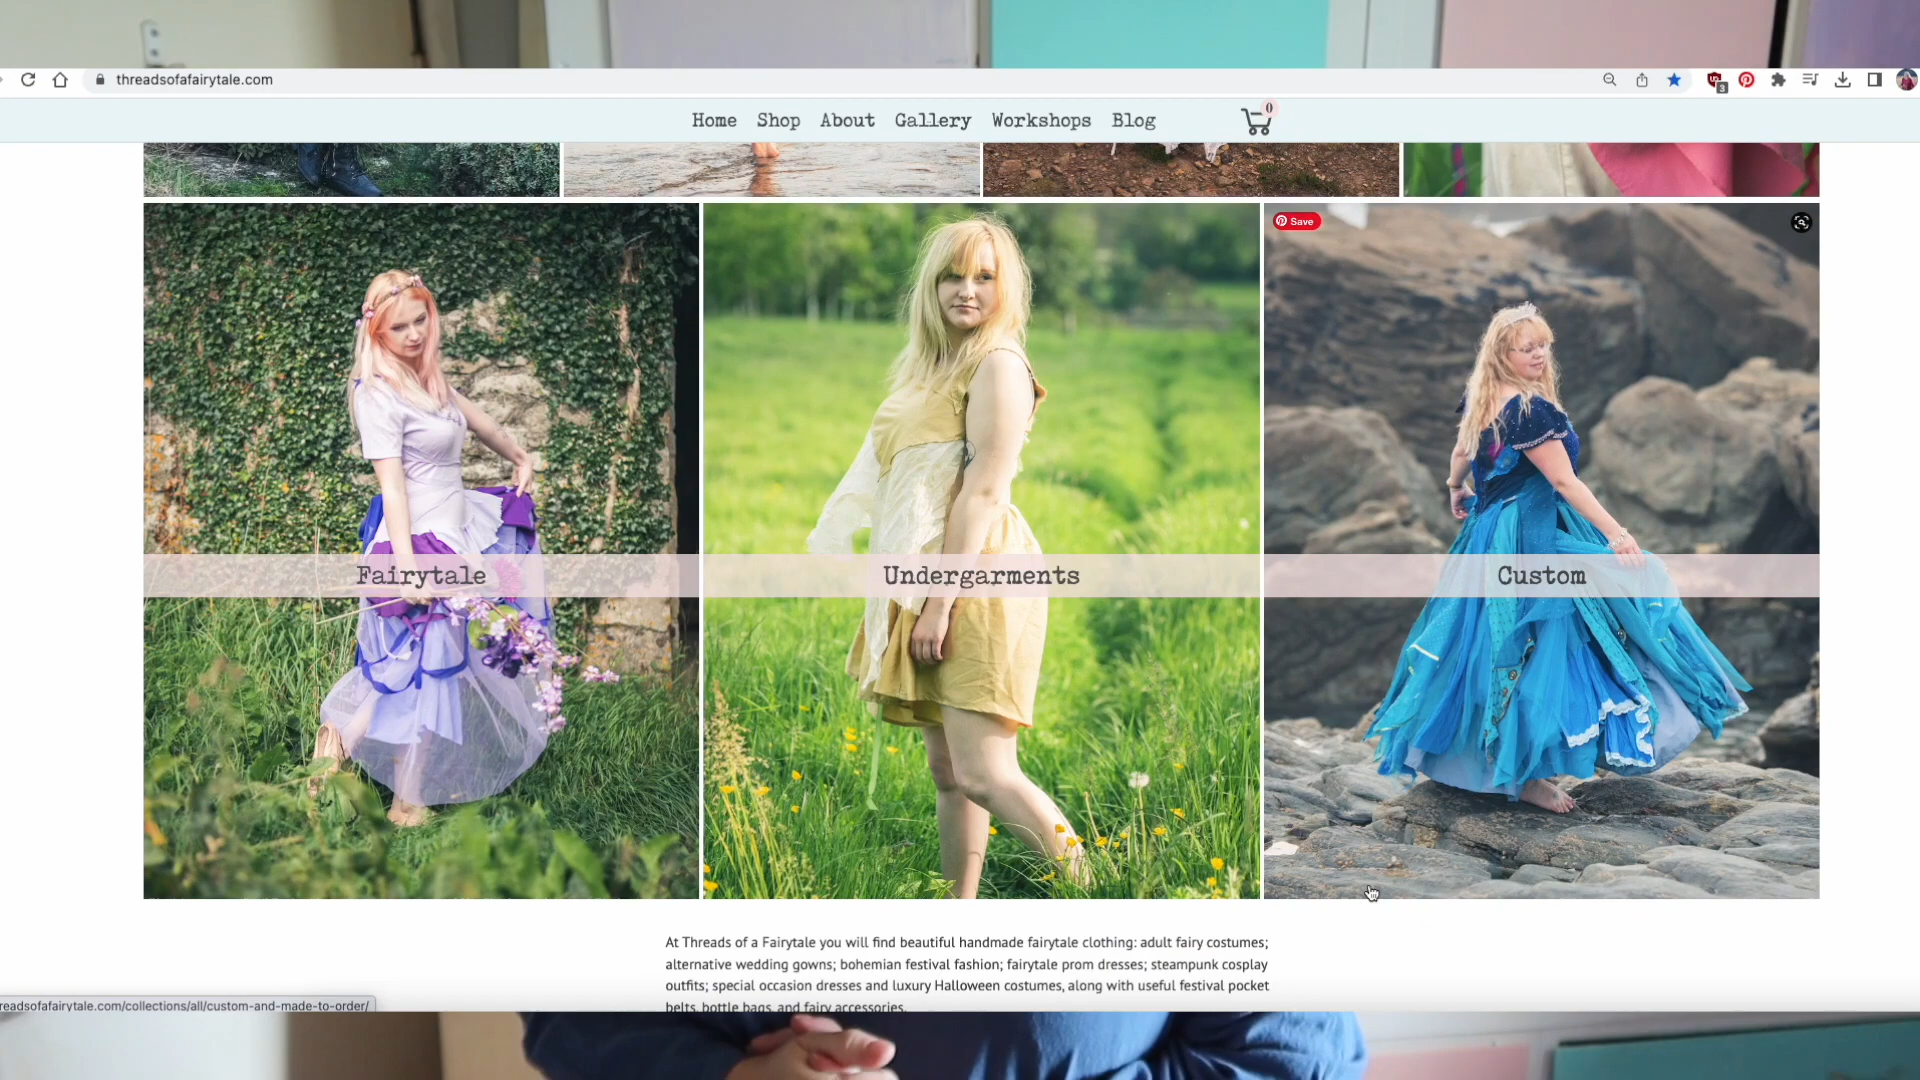 threadsofafairytale.com
3
Home Shop About Gallery Workshops Blog
0
Save
Fairytale
Undergarments
Custom
At Threads of a Fairytale you will find beautiful handmade fairytale clothing: adult fairy costumes;
alternative wedding gowns; bohemian festival fashion; fairytale prom dresses; steampunk cosplay
outfits; special occasion dresses and luxury Halloween costumes, along with useful festival pocket
belts, bottle bags, and fairy accessories.
readsofafairytale.com/collections/all/custom-and-made-to-order/